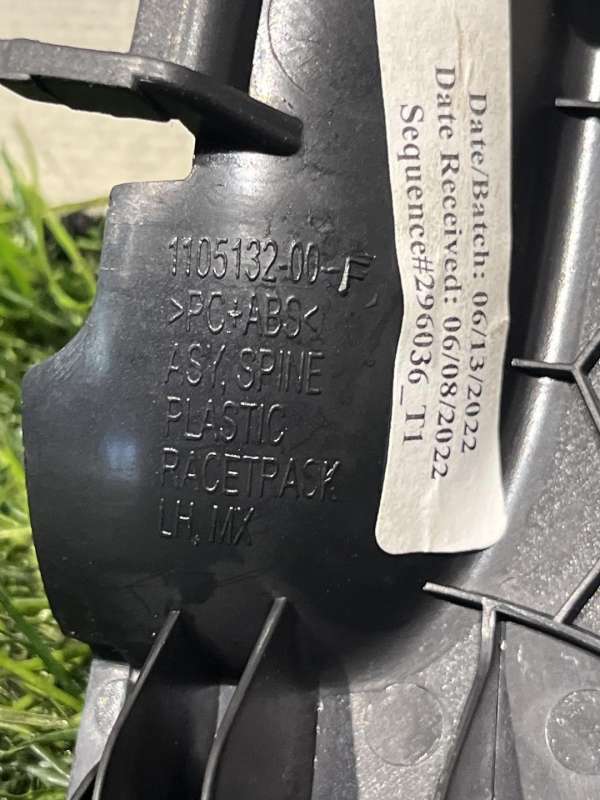 1105132-00-F
>PC+ABS<
ASY, SPINE
PLASTIC
RACETRASK
LH, MX
Date/Batch: 06/13/2022
Date Received: 06/08/2022
Sequence#296036_T1